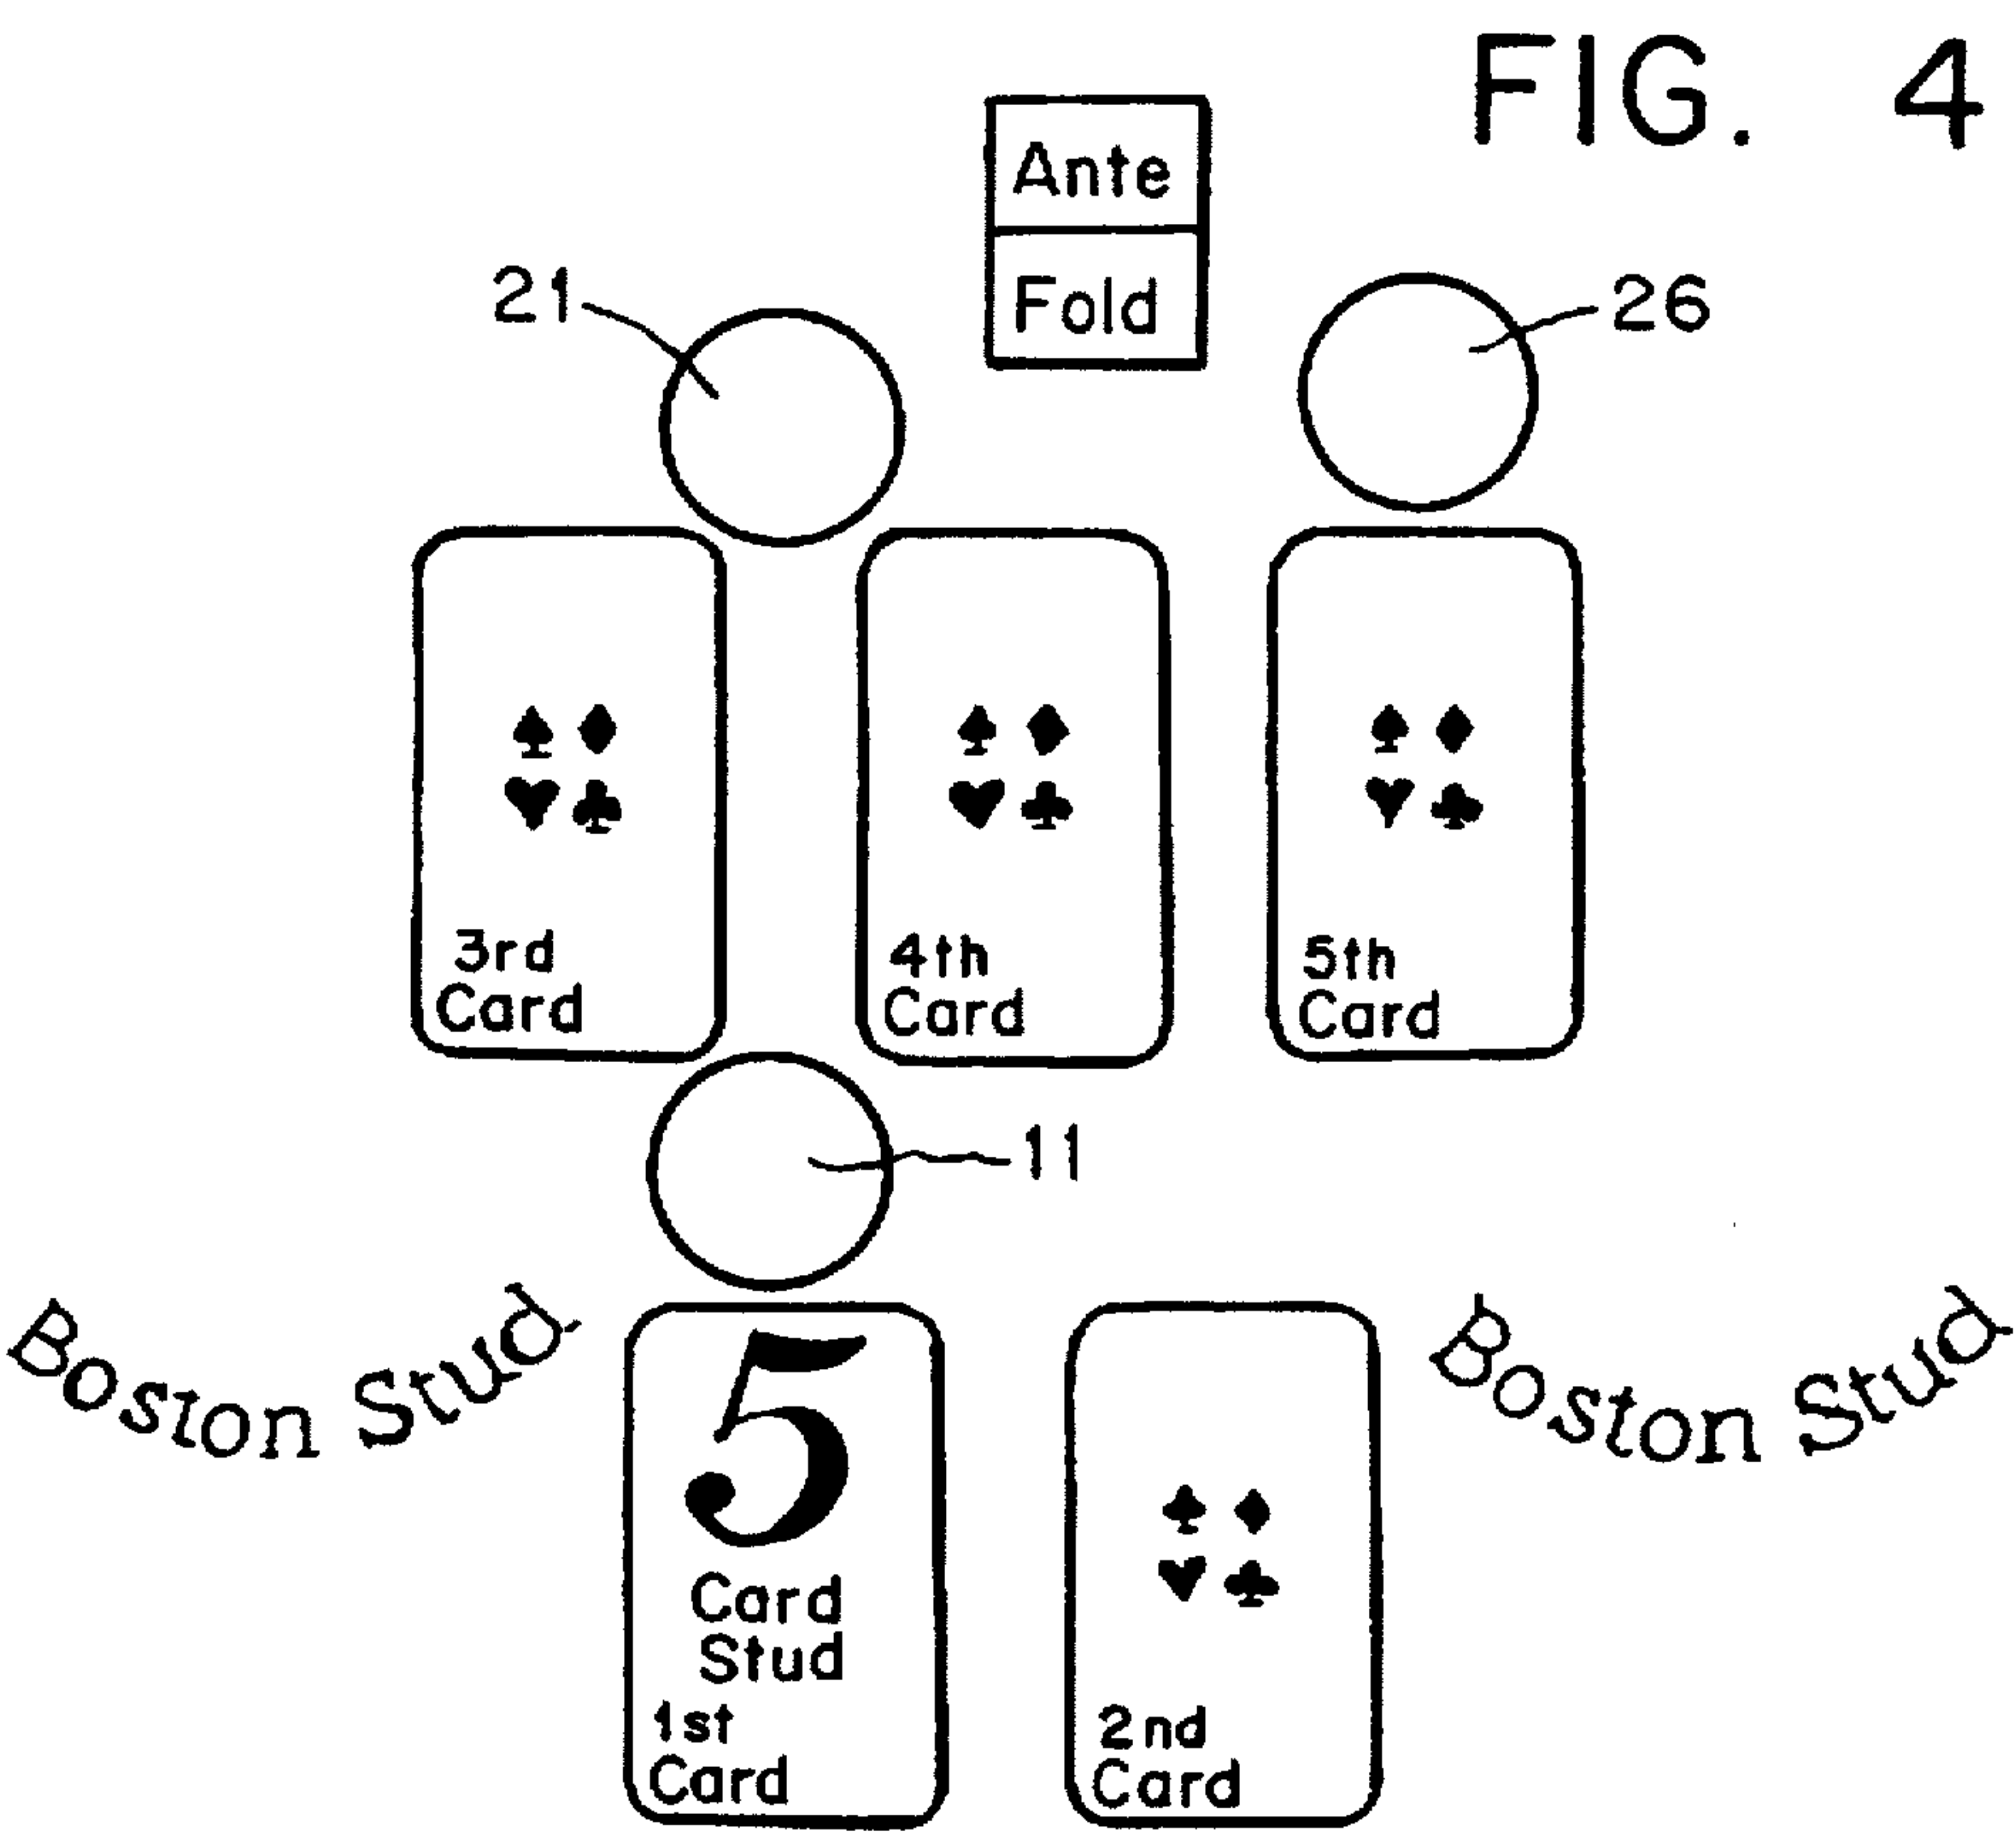 FIG. 4
Ante
Fold
21
26
3rd
Card
4th
Card
5th
Card
11
Boston Stud
Boston Stud
5
Card
Stud
1st
Card
2nd
Card